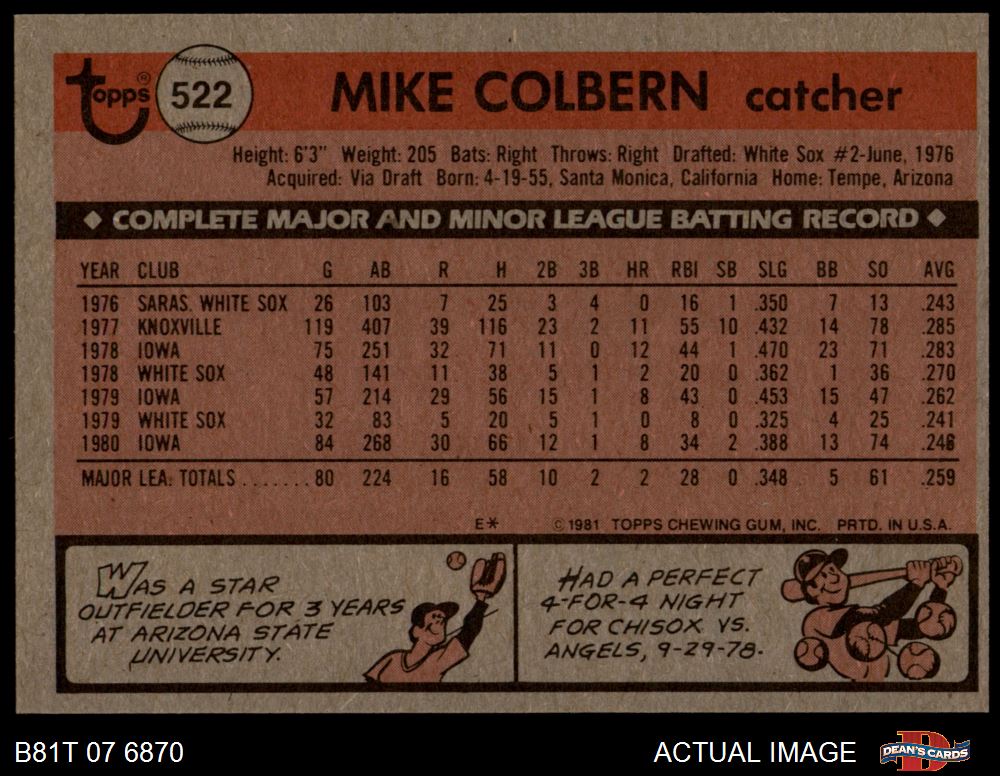 Topps® 522 MIKE COLBERN catcher
Height: 6'3" Weight: 205 Bats: Right Throws: Right Drafted: White Sox #2-June, 1976
Acquired: Via Draft Born: 4-19-55, Santa Monica, California Home: Tempe, Arizona
◆ COMPLETE MAJOR AND MINOR LEAGUE BATTING RECORD ◆
YEAR CLUB G AB R H 2B 3B HR RBI SB SLG BB SO AVG
1976 SARAS. WHITE SOX 26 103 7 25 3 4 0 16 1 .350 7 13 .243
1977 KNOXVILLE 119 407 39 116 23 2 11 55 10 .432 14 78 .285
1978 IOWA 75 251 32 71 11 0 12 44 1 .470 23 71 .283
1978 WHITE SOX 48 141 11 38 5 1 2 20 0 .362 1 36 .270
1979 IOWA 57 214 29 56 15 1 8 43 0 .453 15 47 .262
1979 WHITE SOX 32 83 5 20 5 1 0 8 0 .325 4 25 .241
1980 IOWA 84 268 30 66 12 1 8 34 2 .388 13 74 .246
MAJOR LEA. TOTALS ....... 80 224 16 58 10 2 2 28 0 .348 5 61 .259
E* © 1981 TOPPS CHEWING GUM, INC. PRTD. IN U.S.A.
WAS A STAR
OUTFIELDER FOR 3 YEARS
AT ARIZONA STATE
UNIVERSITY.
HAD A PERFECT
4-FOR-4 NIGHT
FOR CHISOX VS.
ANGELS, 9-29-78.
B81T 07 6870 ACTUAL IMAGE DEAN'S CARDS